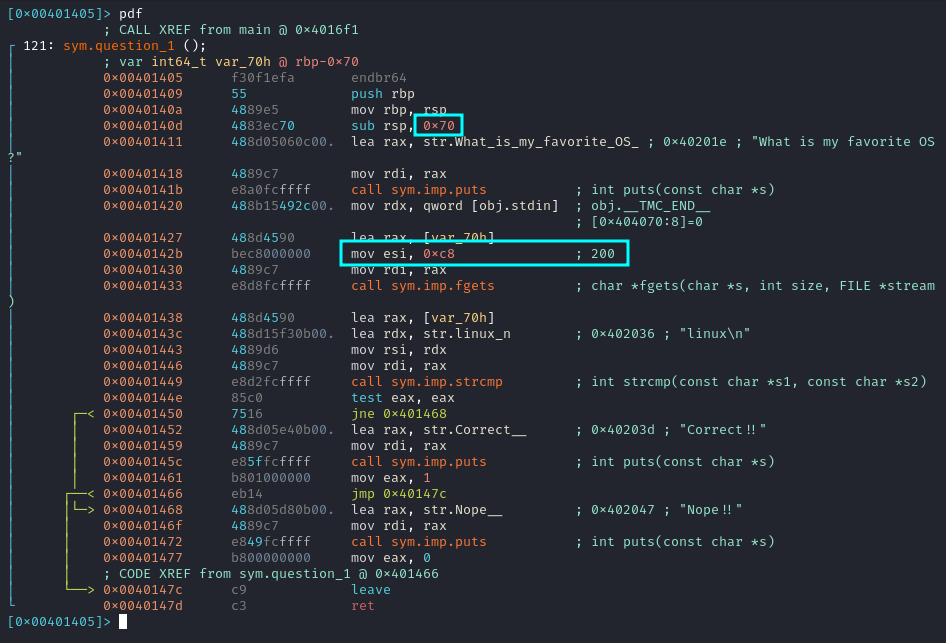 [0×00401405]> pdf
; CALL XREF from main @ 0×4016f1
121: sym.question_1 ();
; var int64_t var_70h @ rbp-0×70
0×00401405 f30f1efa endbr64
0×00401409 55 push rbp
0×0040140a 4889e5 mov rbp, rsp
0×0040140d 4883ec70 sub rsp, 0×70
0×00401411 488d05060c00. lea rax, str.What_is_my_favorite_OS_ ; 0×40201e ; "What is my favorite OS
?"
0×00401418 4889c7 mov rdi, rax
0×0040141b e8a0fcffff call sym.imp.puts ; int puts(const char *s)
0×00401420 488b15492c00. mov rdx, qword [obj.stdin] ; obj.__TMC_END__
; [0×404070:8]=0
0×00401427 488d4590 lea rax, [var_70h]
0×0040142b bec8000000 mov esi, 0×c8 ; 200
0×00401430 4889c7 mov rdi, rax
0×00401433 e8d8fcffff call sym.imp.fgets ; char *fgets(char *s, int size, FILE *stream
)
0×00401438 488d4590 lea rax, [var_70h]
0×0040143c 488d15f30b00. lea rdx, str.linux_n ; 0×402036 ; "linux\n"
0×00401443 4889d6 mov rsi, rdx
0×00401446 4889c7 mov rdi, rax
0×00401449 e8d2fcffff call sym.imp.strcmp ; int strcmp(const char *s1, const char *s2)
0×0040144e 85c0 test eax, eax
0×00401450 7516 jne 0×401468
0×00401452 488d05e40b00. lea rax, str.Correct__ ; 0×40203d ; "Correct!!"
0×00401459 4889c7 mov rdi, rax
0×0040145c e85ffcffff call sym.imp.puts ; int puts(const char *s)
0×00401461 b801000000 mov eax, 1
0×00401466 eb14 jmp 0×40147c
0×00401468 488d05d80b00. lea rax, str.Nope__ ; 0×402047 ; "Nope!!"
0×0040146f 4889c7 mov rdi, rax
0×00401472 e849fcffff call sym.imp.puts ; int puts(const char *s)
0×00401477 b800000000 mov eax, 0
; CODE XREF from sym.question_1 @ 0×401466
0×0040147c c9 leave
0×0040147d c3 ret
[0×00401405]>